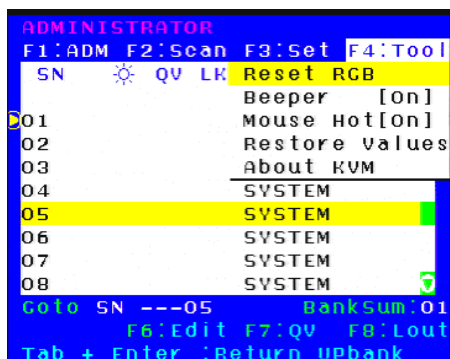 ADMINISTRATOR
F1:ADM F2:Scan F3:Set F4:Tool
SN QV LK Reset RGB
Beeper [On]
01 Mouse Hot[On]
02 Restore Values
03 About KVM
04 SYSTEM
05 SYSTEM
06 SYSTEM
07 SYSTEM
08 SYSTEM
Goto SN ---05 BankSum:01
F6:Edit F7:QV F8:Lout
Tab + Enter :Return UPbank